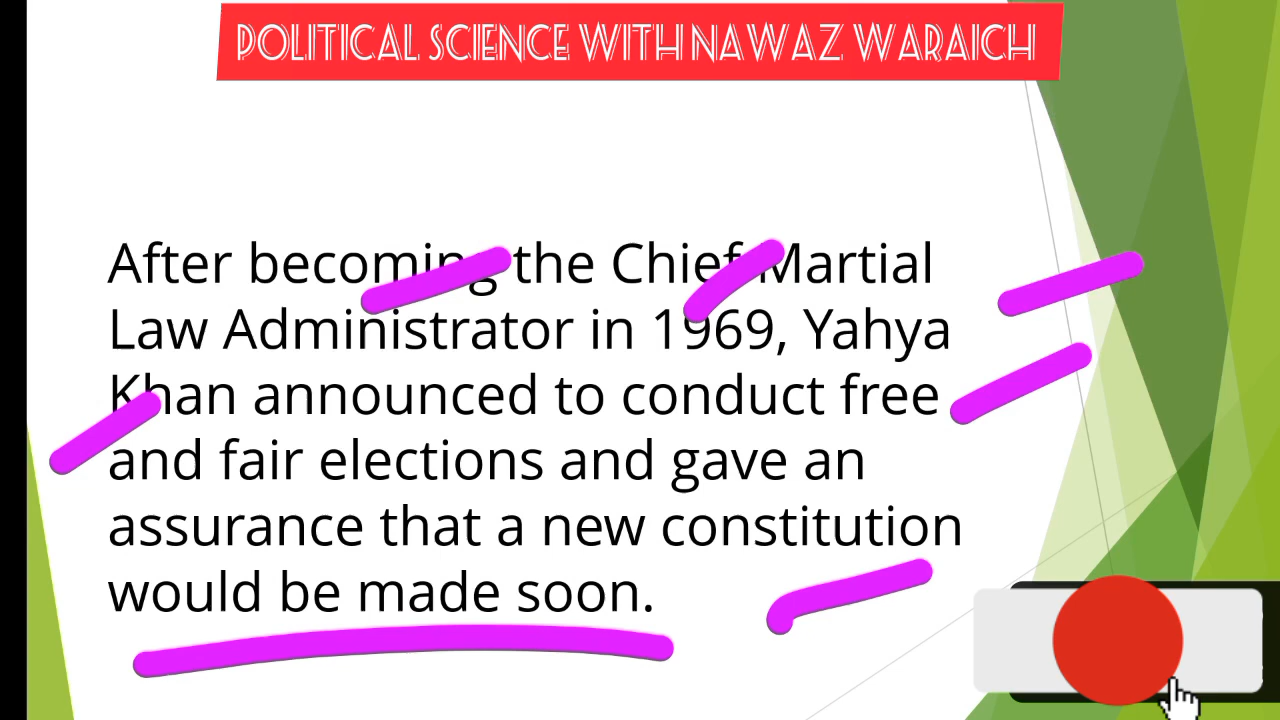 POLITICAL SCIENCE WITH NAWAZ WARAICH
After becoming the Chief Martial
Law Administrator in 1969, Yahya
Khan announced to conduct free
and fair elections and gave an
assurance that a new constitution
would be made soon.